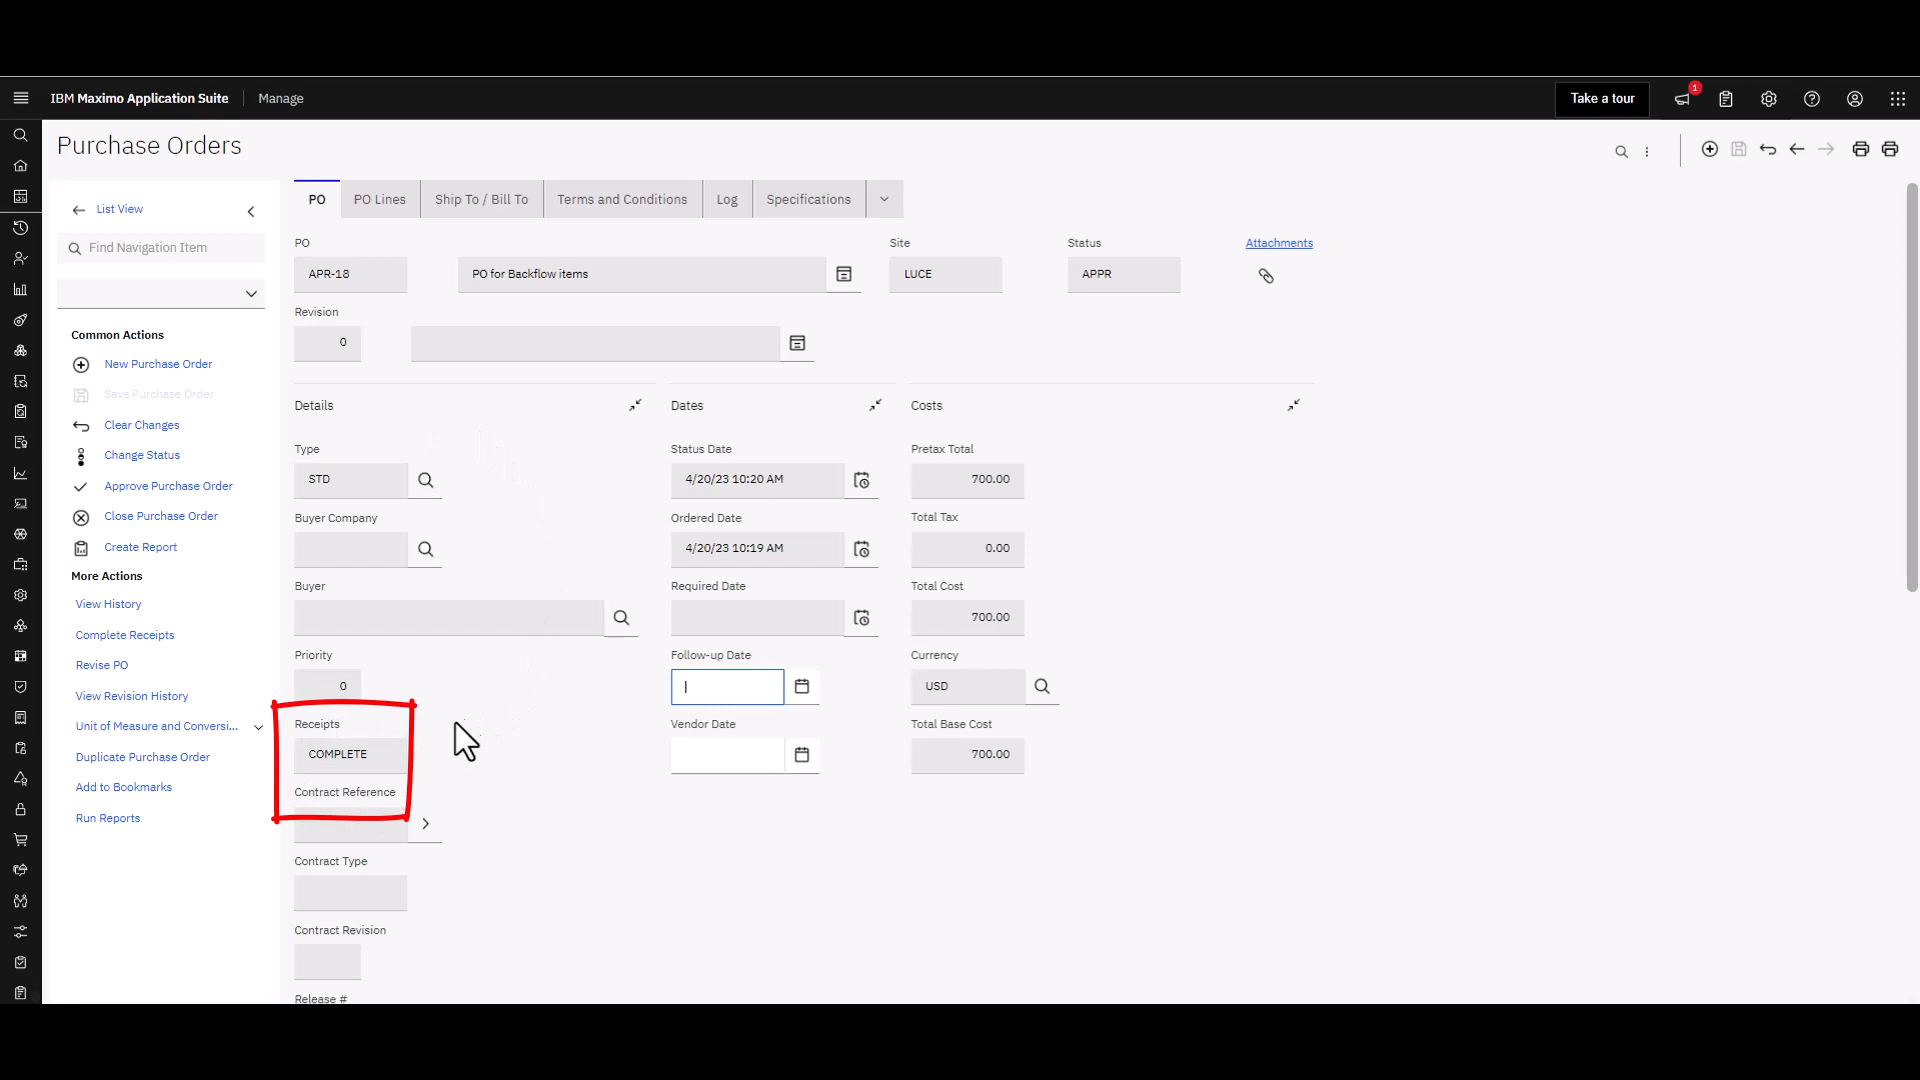 IBM Maximo Application Suite
Manage
Take a tour
1
Purchase Orders
List View
Find Navigation Item
Common Actions
New Purchase Order
Save Purchase Order
Clear Changes
Change Status
Approve Purchase Order
Close Purchase Order
Create Report
More Actions
View History
Complete Receipts
Revise PO
View Revision History
Unit of Measure and Conversi...
Duplicate Purchase Order
Add to Bookmarks
Run Reports
PO
PO Lines
Ship To / Bill To
Terms and Conditions
Log
Specifications
PO
APR-18
PO for Backflow items
Site
LUCE
Status
APPR
Attachments
Revision
0
Details
Type
STD
Buyer Company
Buyer
Priority
0
Receipts
COMPLETE
Contract Reference
Contract Type
Contract Revision
Release #
Dates
Status Date
4/20/23 10:20 AM
Ordered Date
4/20/23 10:19 AM
Required Date
Follow-up Date
Vendor Date
Costs
Pretax Total
700.00
Total Tax
0.00
Total Cost
700.00
Currency
USD
Total Base Cost
700.00